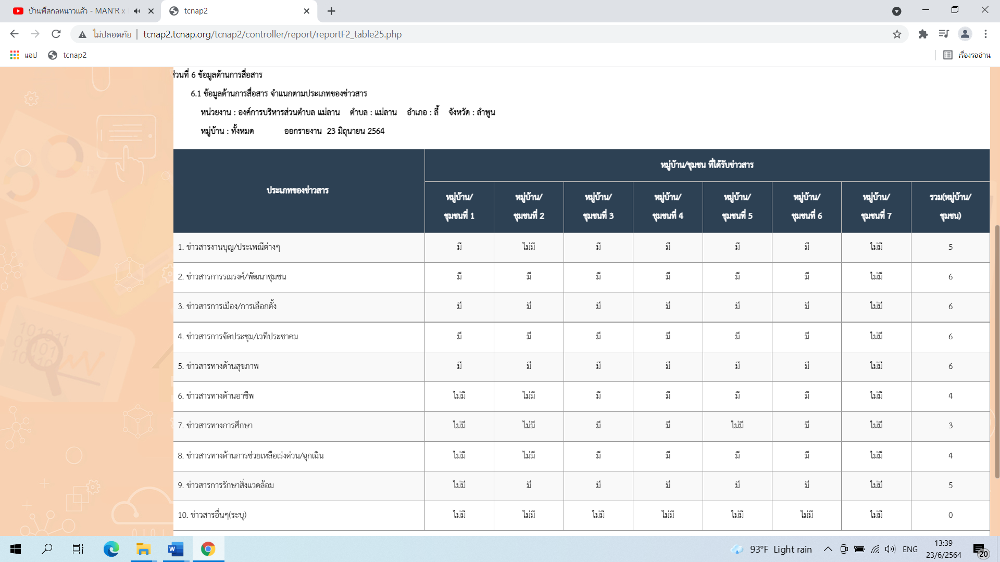 บ้านพี่สกลหนาวแล้ว - MAN'R x
tcnap2
ไม่ปลอดภัย | tcnap2.tcnap.org/tcnap2/controller/report/reportF2_table25.php
แอป tcnap2 เรื่องรออ่าน
ส่วนที่ 6 ข้อมูลด้านการสื่อสาร
6.1 ข้อมูลด้านการสื่อสาร จำแนกตามประเภทของข่าวสาร
หน่วยงาน : องค์การบริหารส่วนตำบล แม่ลาน ตำบล : แม่ลาน อำเภอ : ลี้ จังหวัด : ลำพูน
หมู่บ้าน : ทั้งหมด ออกรายงาน 23 มิถุนายน 2564
ประเภทของข่าวสาร
หมู่บ้าน/ชุมชน ที่ได้รับข่าวสาร
หมู่บ้าน/ หมู่บ้าน/ หมู่บ้าน/ หมู่บ้าน/ หมู่บ้าน/ หมู่บ้าน/ หมู่บ้าน/ รวม(หมู่บ้าน/
ชุมชนที่ 1 ชุมชนที่ 2 ชุมชนที่ 3 ชุมชนที่ 4 ชุมชนที่ 5 ชุมชนที่ 6 ชุมชนที่ 7 ชุมชน)
1. ข่าวสารงานบุญ/ประเพณีต่างๆ มี ไม่มี มี มี มี มี ไม่มี 5
2. ข่าวสารการรณรงค์/พัฒนาชุมชน มี มี มี มี มี มี ไม่มี 6
3. ข่าวสารการเมือง/การเลือกตั้ง มี มี มี มี มี มี ไม่มี 6
4. ข่าวสารการจัดประชุม/เวทีประชาคม มี มี มี มี มี มี ไม่มี 6
5. ข่าวสารทางด้านสุขภาพ มี มี มี มี มี มี ไม่มี 6
6. ข่าวสารทางด้านอาชีพ ไม่มี ไม่มี มี มี มี มี ไม่มี 4
7. ข่าวสารทางการศึกษา ไม่มี ไม่มี มี มี ไม่มี มี ไม่มี 3
8. ข่าวสารทางด้านการช่วยเหลือเร่งด่วน/ฉุกเฉิน ไม่มี ไม่มี มี มี มี มี ไม่มี 4
9. ข่าวสารการรักษาสิ่งแวดล้อม ไม่มี มี มี มี มี มี ไม่มี 5
10. ข่าวสารอื่นๆ(ระบุ) ไม่มี ไม่มี ไม่มี ไม่มี ไม่มี ไม่มี ไม่มี 0
93°F Light rain ENG
13:39
23/6/2564
20